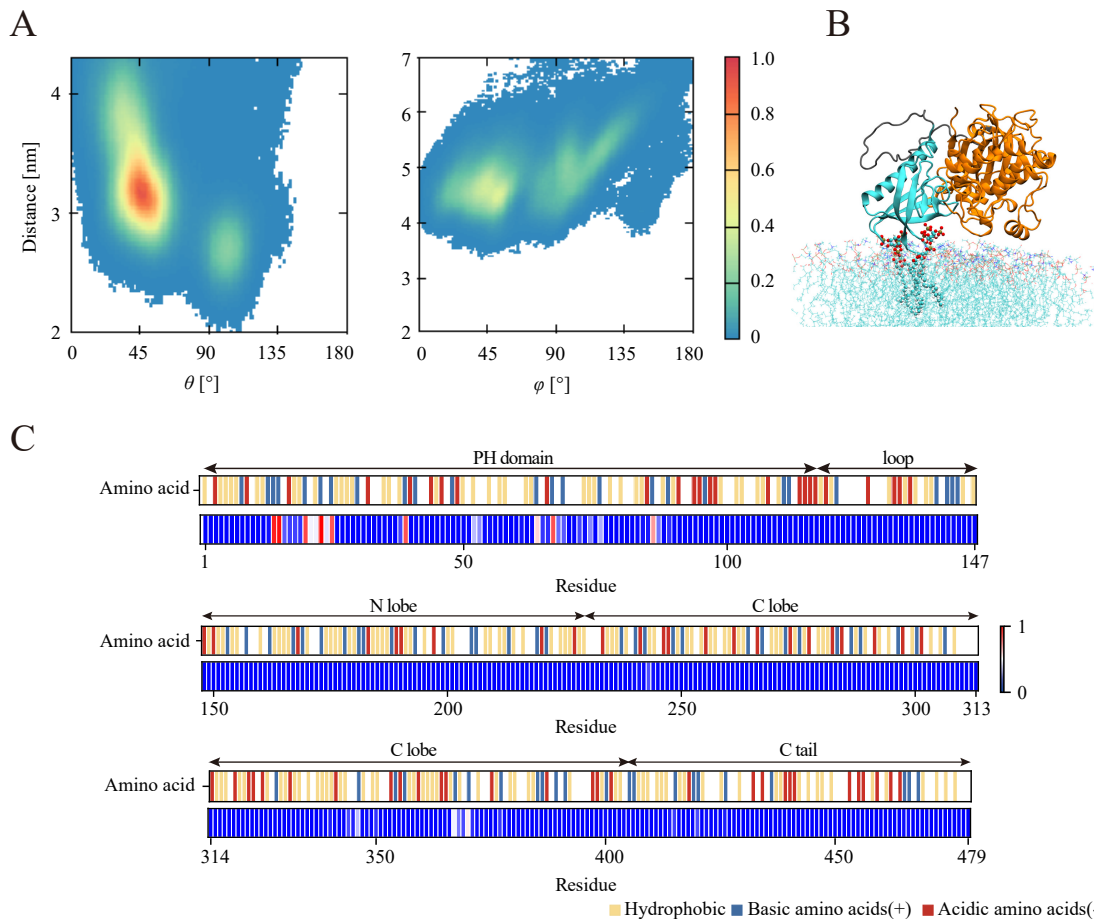 A
B
Distance [nm]
4
3
2
0 45 90 135 180
θ [°]
7
6
5
4
3
2
0 45 90 135 180
φ [°]
1.0
0.8
0.6
0.4
0.2
0
C
PH domain loop
Amino acid
1 50 100 147
Residue
N lobe C lobe
Amino acid
1
0
150 200 250 300 313
Residue
C lobe C tail
Amino acid
314 350 400 450 479
Residue
Hydrophobic Basic amino acids(+) Acidic amino acids(-